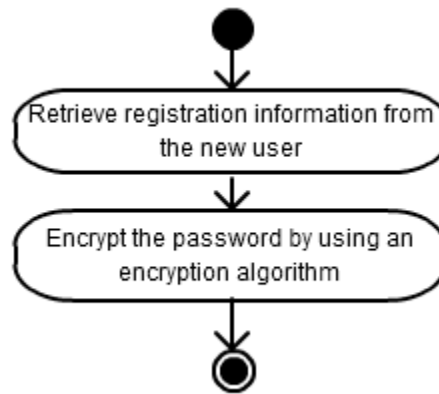 Retrieve registration information from
the new user
Encrypt the password by using an
encryption algorithm